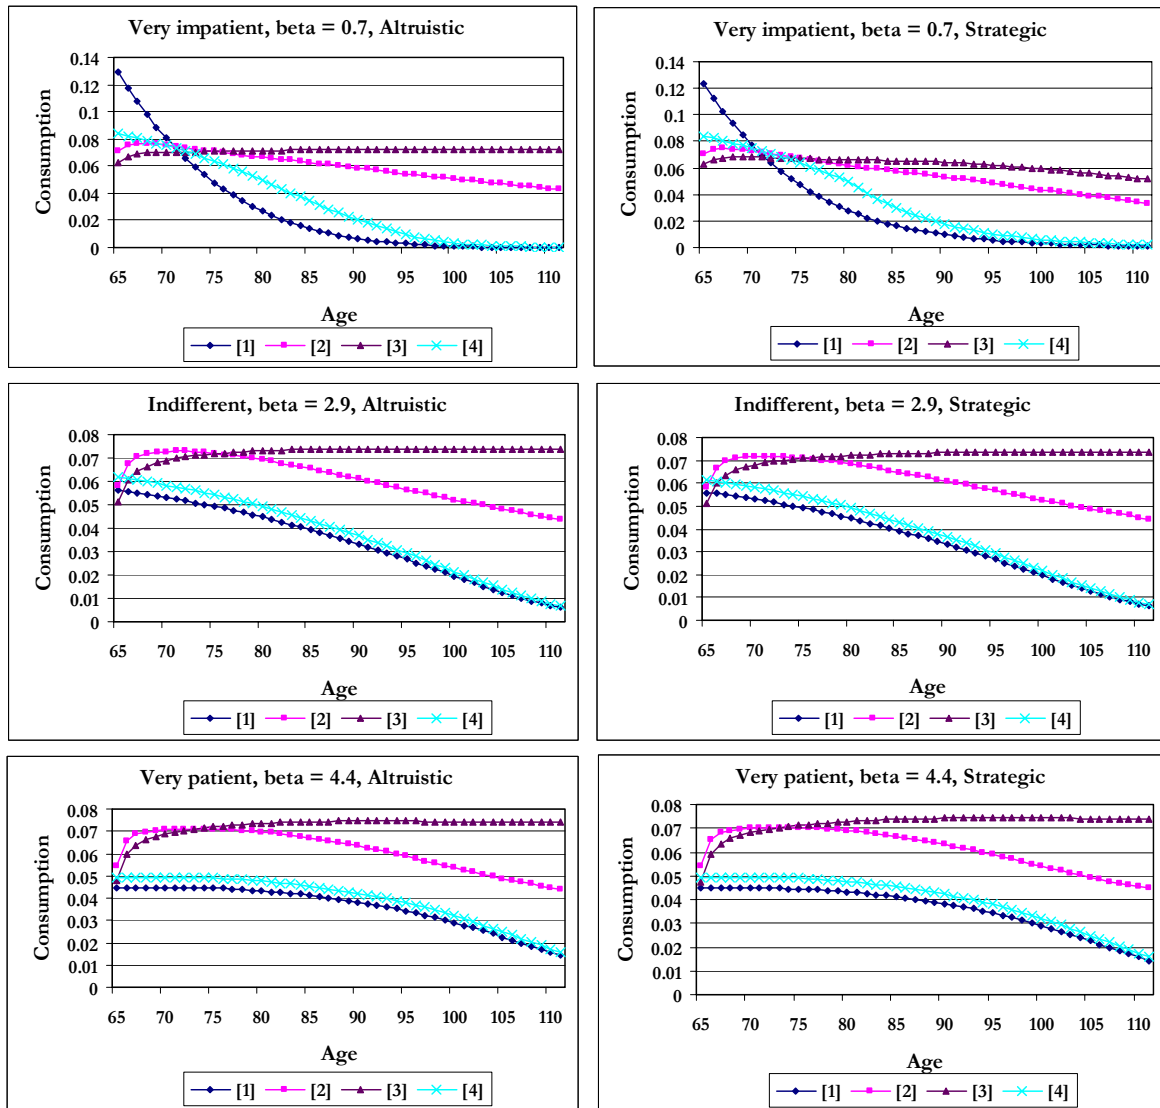 Very impatient, beta = 0.7, Altruistic
0.14
0.12
0.1
0.08
0.06
0.04
0.02
0
Consumption
65 70 75 80 85 90 95 100 105 110
Age
[1] [2] [3] [4]
Very impatient, beta = 0.7, Strategic
0.14
0.12
0.1
0.08
0.06
0.04
0.02
0
Consumption
65 70 75 80 85 90 95 100 105 110
Age
[1] [2] [3] [4]
Indifferent, beta = 2.9, Altruistic
0.08
0.07
0.06
0.05
0.04
0.03
0.02
0.01
0
Consumption
65 70 75 80 85 90 95 100 105 110
Age
[1] [2] [3] [4]
Indifferent, beta = 2.9, Strategic
0.08
0.07
0.06
0.05
0.04
0.03
0.02
0.01
0
Consumption
65 70 75 80 85 90 95 100 105 110
Age
[1] [2] [3] [4]
Very patient, beta = 4.4, Altruistic
0.08
0.07
0.06
0.05
0.04
0.03
0.02
0.01
0
Consumption
65 70 75 80 85 90 95 100 105 110
Age
[1] [2] [3] [4]
Very patient, beta = 4.4, Strategic
0.08
0.07
0.06
0.05
0.04
0.03
0.02
0.01
0
Consumption
65 70 75 80 85 90 95 100 105 110
Age
[1] [2] [3] [4]